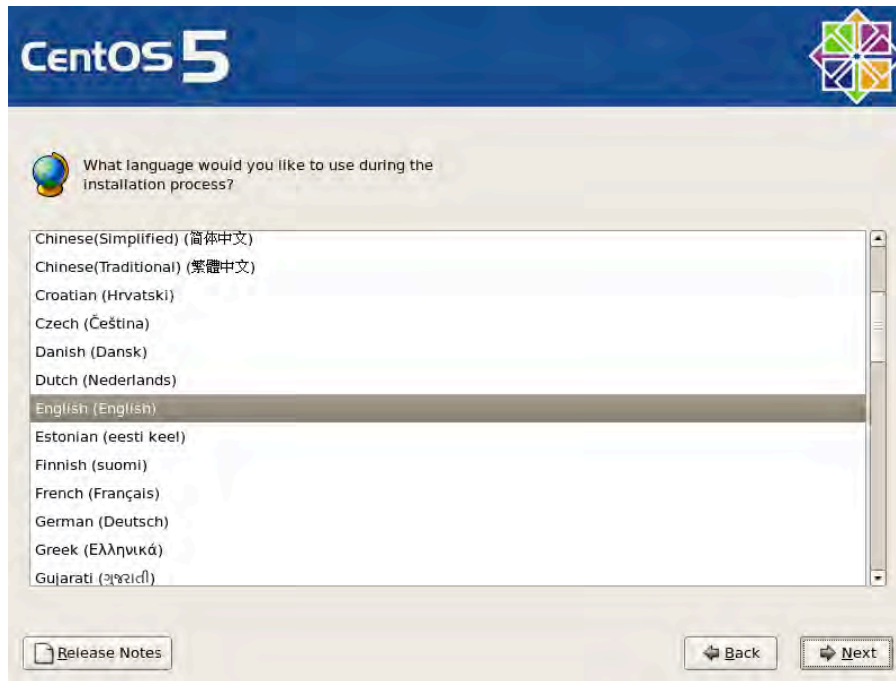 CentOS 5
What language would you like to use during the
installation process?
Chinese(Simplified) (简体中文)
Chinese(Traditional) (繁體中文)
Croatian (Hrvatski)
Czech (Čeština)
Danish (Dansk)
Dutch (Nederlands)
English (English)
Estonian (eesti keel)
Finnish (suomi)
French (Français)
German (Deutsch)
Greek (Ελληνικά)
Gujarati (ગુજરાતી)
Release Notes
Back
Next